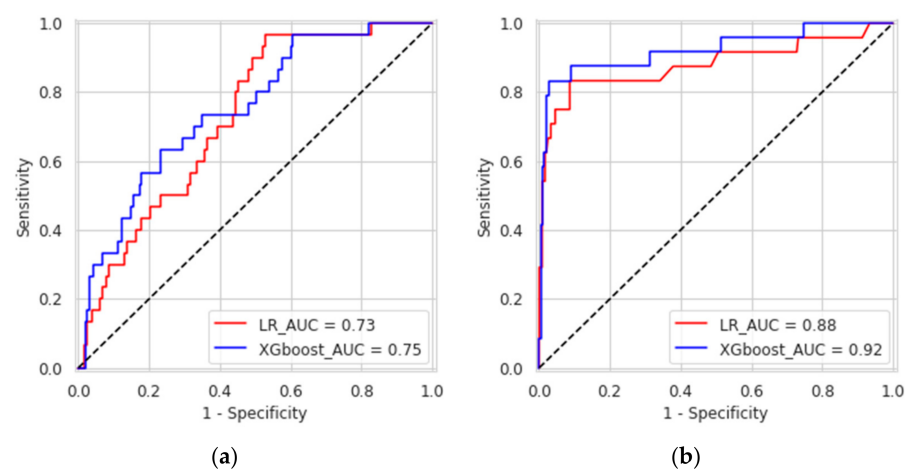 1.0
0.8
0.6
0.4
0.2
0.0
Sensitivity
LR_AUC = 0.73
XGboost_AUC = 0.75
0.0 0.2 0.4 0.6 0.8 1.0
1 - Specificity
(a)
1.0
0.8
0.6
0.4
0.2
0.0
Sensitivity
LR_AUC = 0.88
XGboost_AUC = 0.92
0.0 0.2 0.4 0.6 0.8 1.0
1 - Specificity
(b)